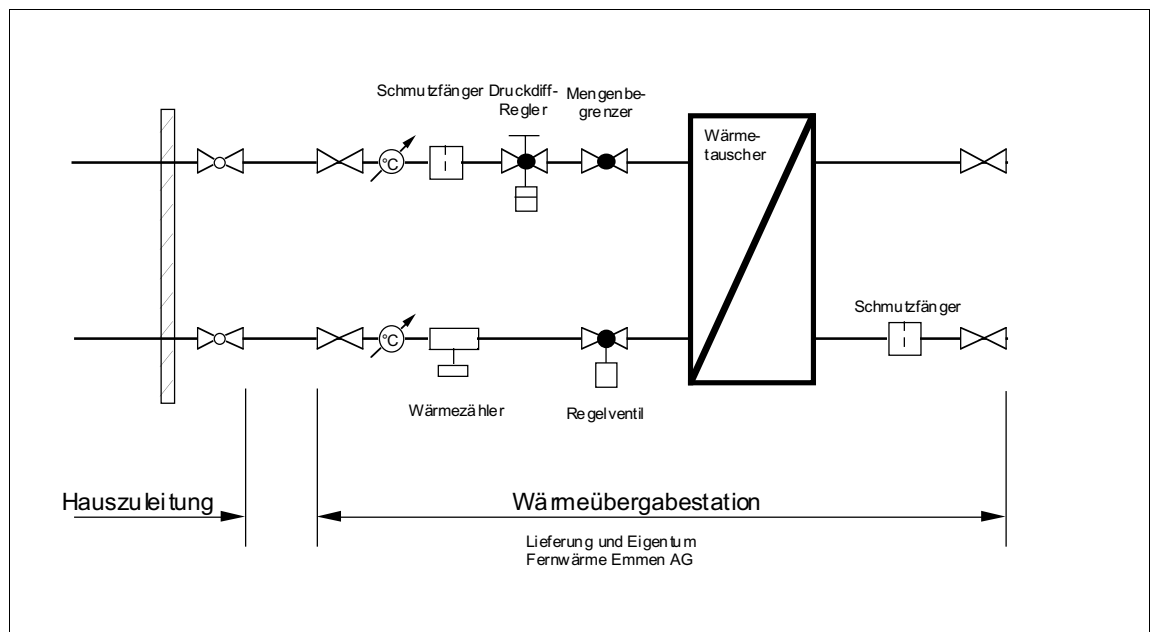 Schmutzfänger
Druckdiff-
Regler
Mengenbe-
grenzer
Wärme-
tauscher
°C
Schmutzfänger
°C
Wärmezähler
Regelventil
Hauszuleitung
Wärmeübergabestation
Lieferung und Eigentum
Fernwärme Emmen AG